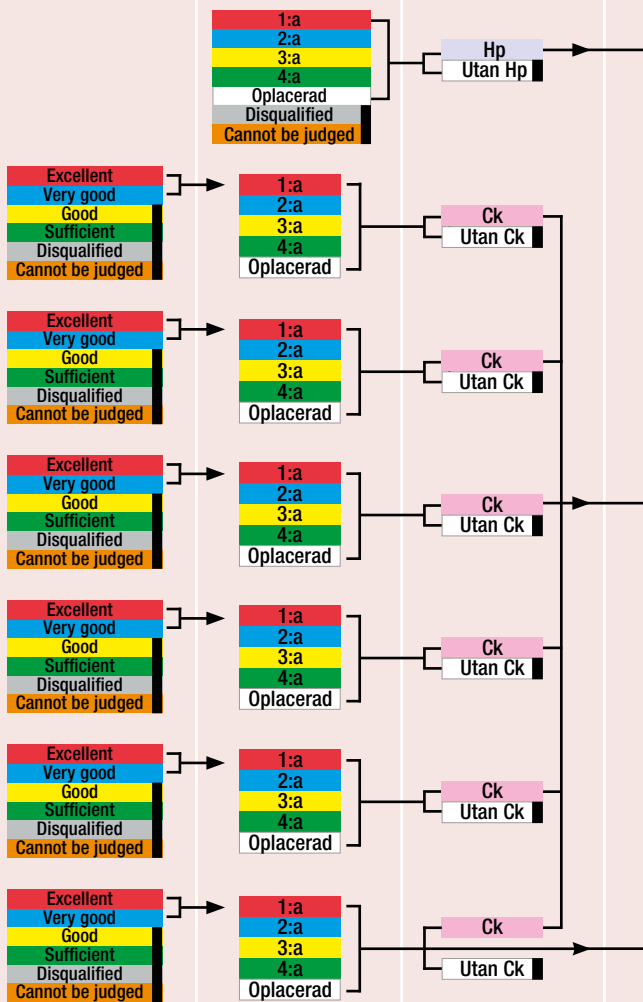 1:a
2:a
3:a
4:a
Oplacerad
Disqualified
Cannot be judged
Hp
Utan Hp
Excellent
Very good
Good
Sufficient
Disqualified
Cannot be judged
1:a
2:a
3:a
4:a
Oplacerad
Ck
Utan Ck
Excellent
Very good
Good
Sufficient
Disqualified
Cannot be judged
1:a
2:a
3:a
4:a
Oplacerad
Ck
Utan Ck
Excellent
Very good
Good
Sufficient
Disqualified
Cannot be judged
1:a
2:a
3:a
4:a
Oplacerad
Ck
Utan Ck
Excellent
Very good
Good
Sufficient
Disqualified
Cannot be judged
1:a
2:a
3:a
4:a
Oplacerad
Ck
Utan Ck
Excellent
Very good
Good
Sufficient
Disqualified
Cannot be judged
1:a
2:a
3:a
4:a
Oplacerad
Ck
Utan Ck
Excellent
Very good
Good
Sufficient
Disqualified
Cannot be judged
1:a
2:a
3:a
4:a
Oplacerad
Ck
Utan Ck